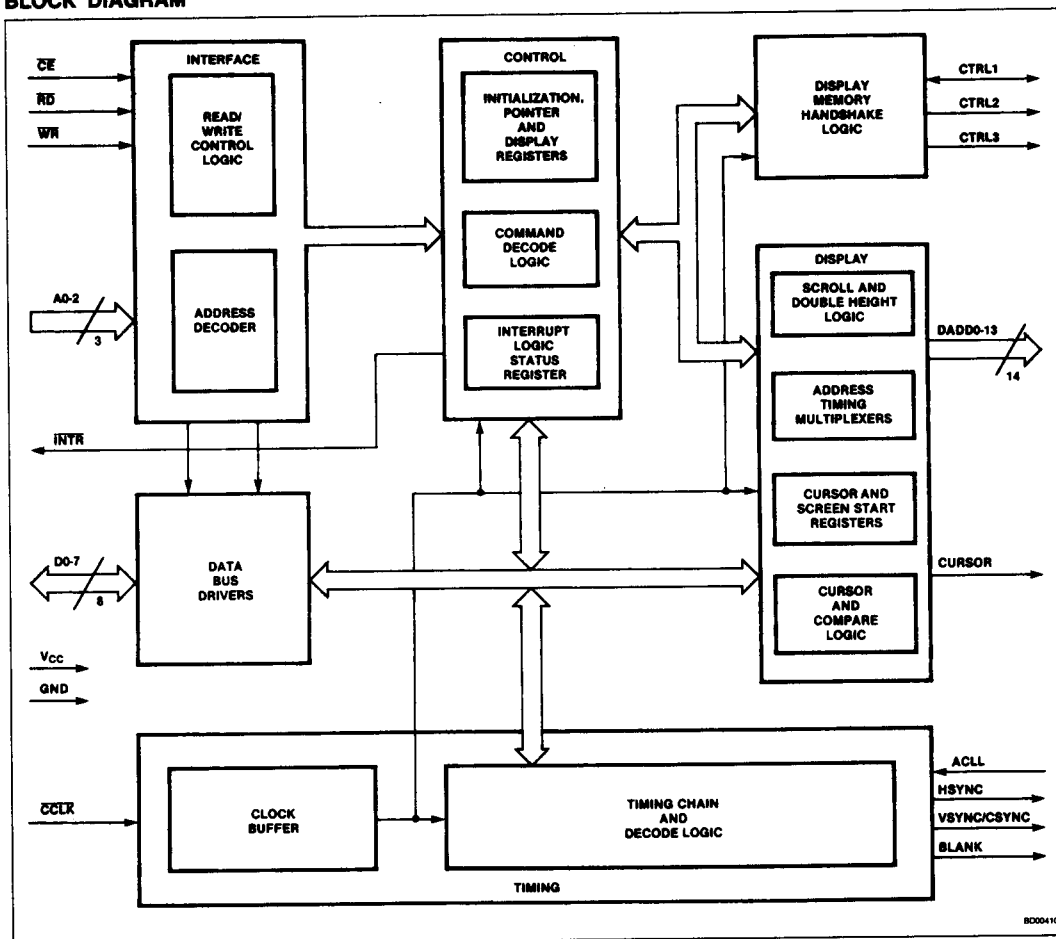 BLOCK DIAGRAM
CE
RD
WR
A0-2
3
INTR
D0-7
8
VCC
GND
CCLK
INTERFACE
READ/
WRITE
CONTROL
LOGIC
ADDRESS
DECODER
DATA
BUS
DRIVERS
CONTROL
INITIALIZATION,
POINTER
AND
DISPLAY
REGISTERS
COMMAND
DECODE
LOGIC
INTERRUPT
LOGIC
STATUS
REGISTER
DISPLAY
MEMORY
HANDSHAKE
LOGIC
CTRL1
CTRL2
CTRL3
DISPLAY
SCROLL AND
DOUBLE HEIGHT
LOGIC
ADDRESS
TIMING
MULTIPLEXERS
CURSOR AND
SCREEN START
REGISTERS
CURSOR
AND
COMPARE
LOGIC
DADD0-13
14
CURSOR
CLOCK
BUFFER
TIMING CHAIN
AND
DECODE LOGIC
TIMING
ACLL
HSYNC
VSYNC/CSYNC
BLANK
BD00410